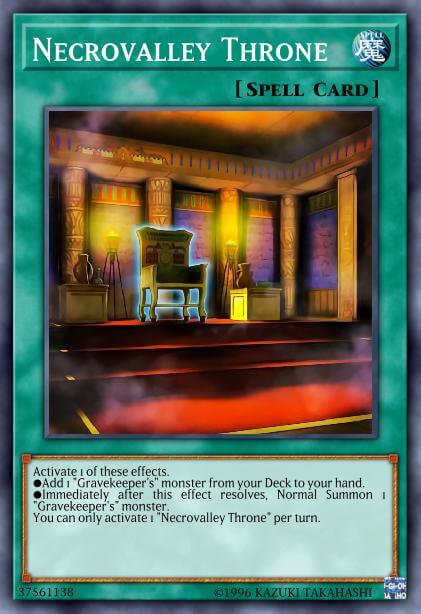 Necrovalley Throne
SPELL
魔
[Spell Card]
Activate 1 of these effects.
●Add 1 "Gravekeeper's" monster from your Deck to your hand.
●Immediately after this effect resolves, Normal Summon 1
"Gravekeeper's" monster.
You can only activate 1 "Necrovalley Throne" per turn.
37561138
©1996 KAZUKI TAKAHASHI